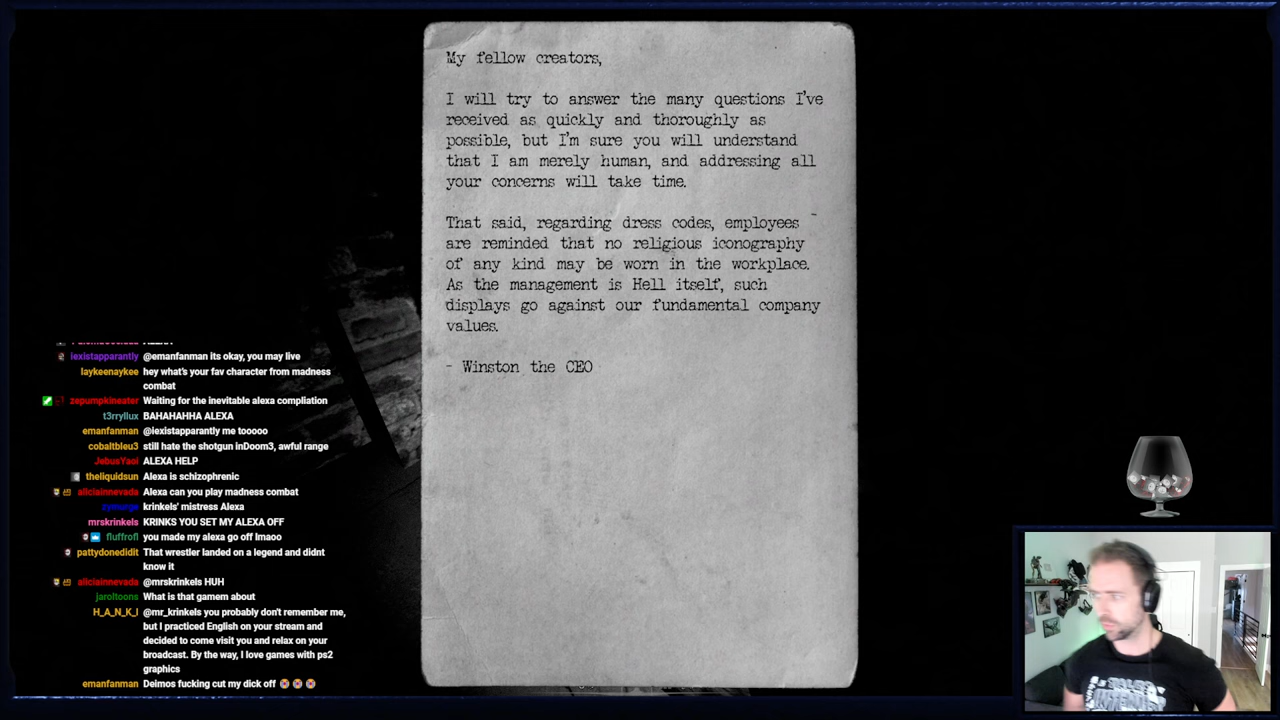 My fellow creators,
I will try to answer the many questions I've
received as quickly and thoroughly as
possible, but I'm sure you will understand
that I am merely human, and addressing all
your concerns will take time.
That said, regarding dress codes, employees
are reminded that no religious iconography
of any kind may be worn in the workplace.
As the management is Hell itself, such
displays go against our fundamental company
values.
- Winston the CEO
iexistapparantly @emanfanman its okay, you may live
laykeenaykee hey what's your fav character from madness
combat
zepumpkineater Waiting for the inevitable alexa compliation
t3rryllux BAHAHAHHA ALEXA
emanfanman @iexistapparantly me tooooo
cobaltbleu3 still hate the shotgun inDoom3, awful range
JebusYaoi ALEXA HELP
theliquidsun Alexa is schizophrenic
aliciainnevada Alexa can you play madness combat
krinkels' mistress Alexa
mrskrinkels KRINKS YOU SET MY ALEXA OFF
fluffrofl you made my alexa go off lmaoo
pattydonedidit That wrestler landed on a legend and didnt
know it
aliciainnevada @mrskrinkels HUH
jaroltoons What is that gamem about
H_A_N_K_I @mr_krinkels you probably don't remember me,
but I practiced English on your stream and
decided to come visit you and relax on your
broadcast. By the way, I love games with ps2
graphics
emanfanman Deimos fucking cut my dick off